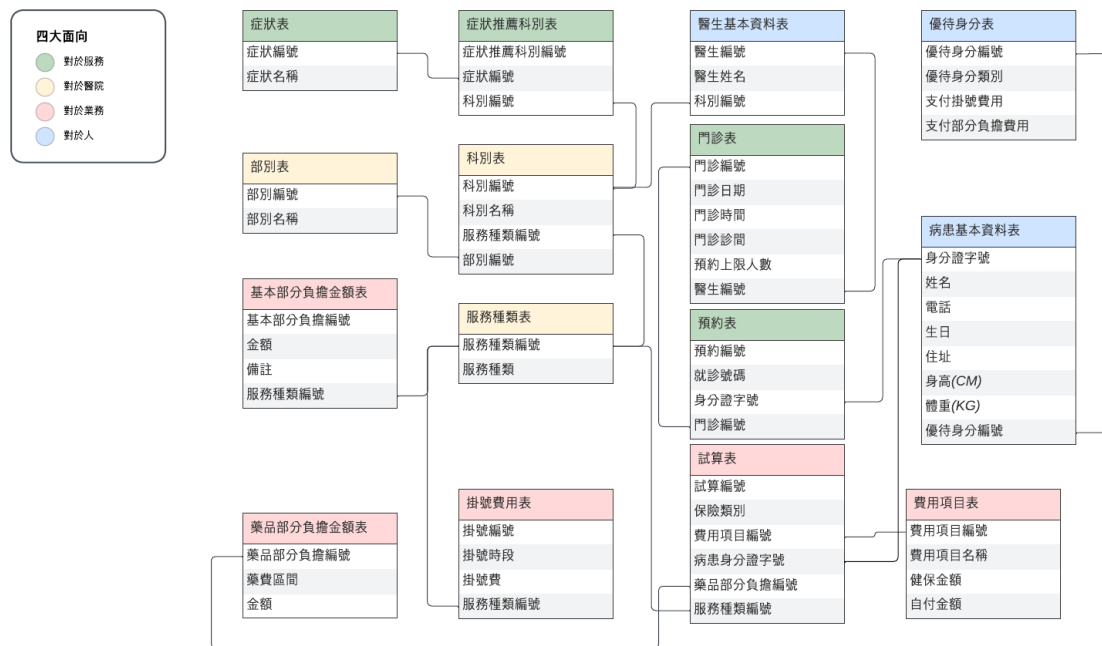 四大面向
對於服務
對於醫院
對於業務
對於人
症狀表
症狀編號
症狀名稱
症狀推薦科別表
症狀推薦科別編號
症狀編號
科別編號
醫生基本資料表
醫生編號
醫生姓名
科別編號
優待身分表
優待身分編號
優待身分類別
支付掛號費用
支付部分負擔費用
部別表
部別編號
部別名稱
科別表
科別編號
科別名稱
服務種類編號
部別編號
門診表
門診編號
門診日期
門診時間
門診診間
預約上限人數
醫生編號
病患基本資料表
身分證字號
姓名
電話
生日
住址
身高(CM)
體重(KG)
優待身分編號
基本部分負擔金額表
基本部分負擔編號
金額
備註
服務種類編號
服務種類表
服務種類編號
服務種類
預約表
預約編號
就診號碼
身分證字號
門診編號
藥品部分負擔金額表
藥品部分負擔編號
藥費區間
金額
掛號費用表
掛號編號
掛號時段
掛號費
服務種類編號
試算表
試算編號
保險類別
費用項目編號
病患身分證字號
藥品部分負擔編號
服務種類編號
費用項目表
費用項目編號
費用項目名稱
健保金額
自付金額